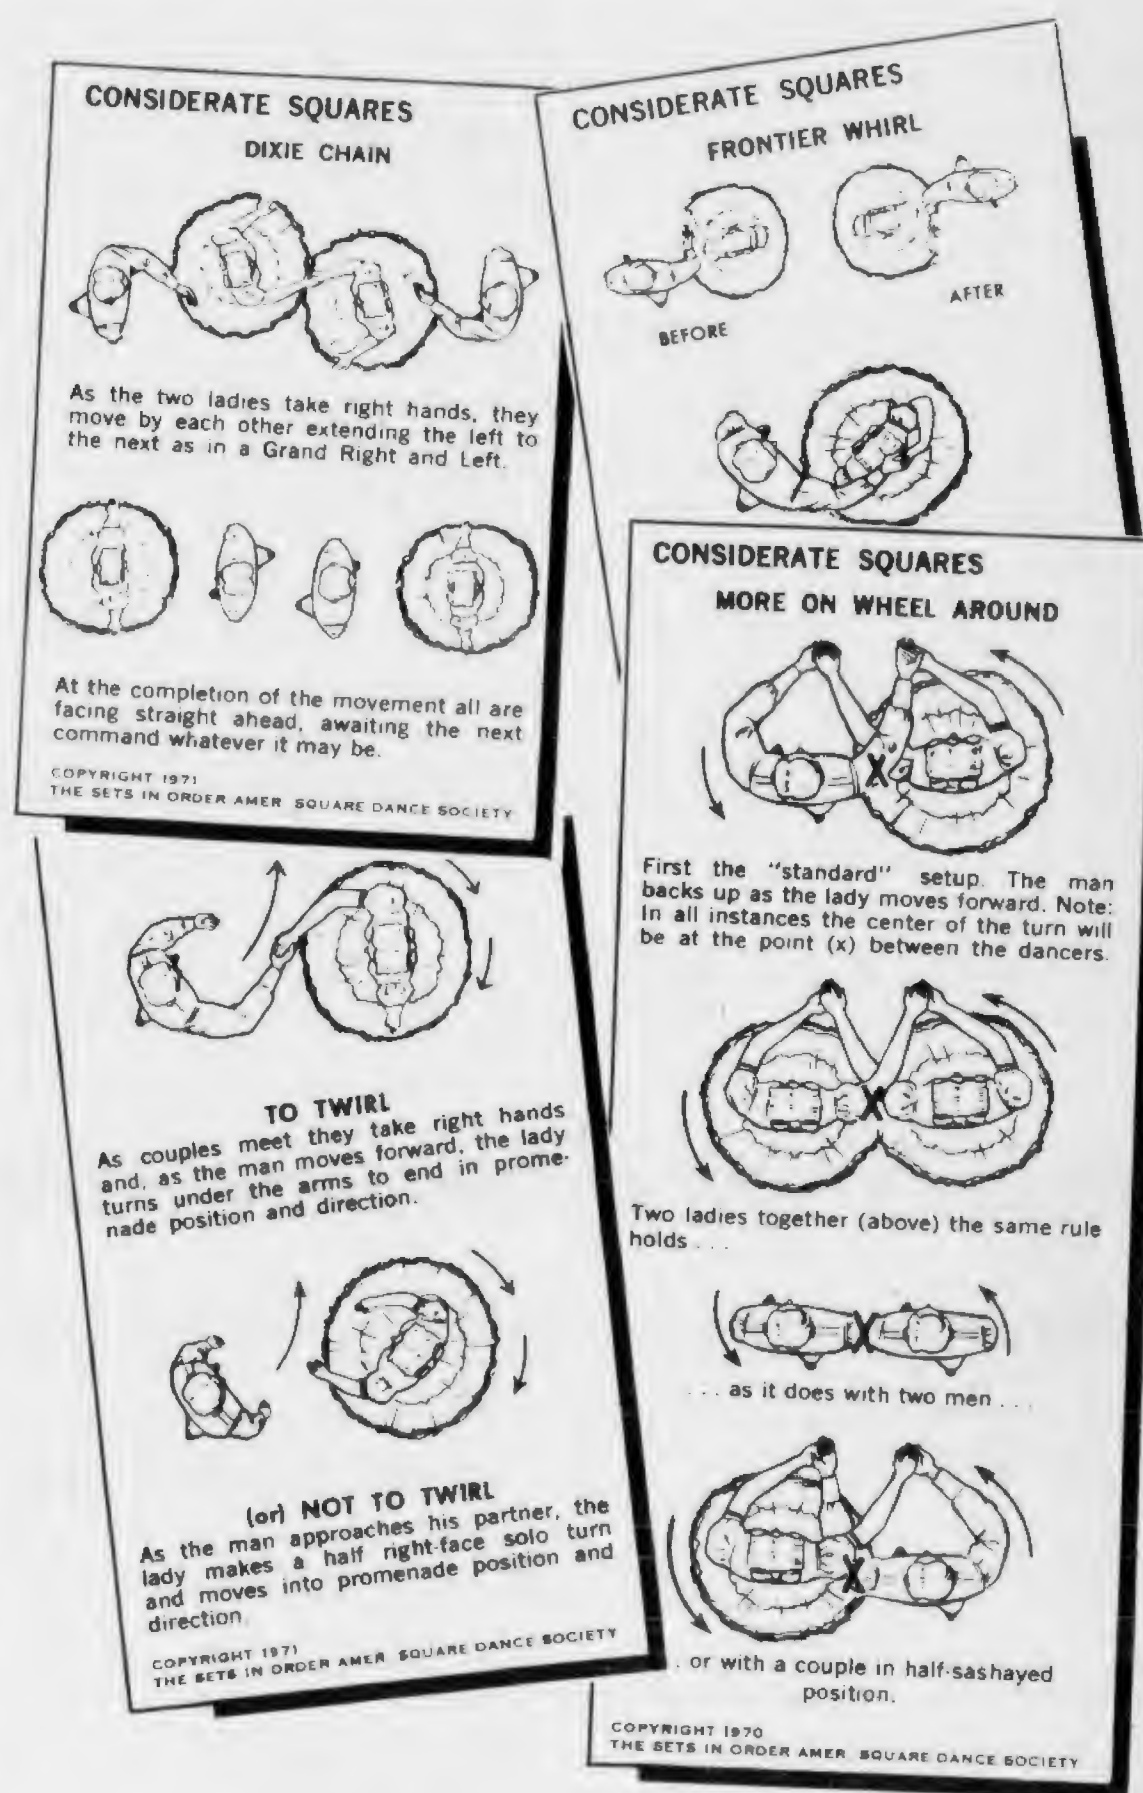 CONSIDERATE SQUARES
DIXIE CHAIN
As the two ladies take right hands, they
move by each other extending the left to
the next as in a Grand Right and Left.
At the completion of the movement all are
facing straight ahead, awaiting the next
command whatever it may be.
COPYRIGHT 1971
THE SETS IN ORDER AMER SQUARE DANCE SOCIETY
CONSIDERATE SQUARES
FRONTIER WHIRL
BEFORE
AFTER
TO TWIRL
As couples meet they take right hands
and, as the man moves forward, the lady
turns under the arms to end in prome-
nade position and direction.
(or) NOT TO TWIRL
As the man approaches his partner, the
lady makes a half right-face solo turn
and moves into promenade position and
direction.
COPYRIGHT 1971
THE SETS IN ORDER AMER SQUARE DANCE SOCIETY
CONSIDERATE SQUARES
MORE ON WHEEL AROUND
X
First the "standard" setup. The man
backs up as the lady moves forward. Note:
In all instances the center of the turn will
be at the point (x) between the dancers.
X
Two ladies together (above) the same rule
holds . . .
X
. . . as it does with two men . . .
X
. or with a couple in half-sashayed
position.
COPYRIGHT 1970
THE SETS IN ORDER AMER SQUARE DANCE SOCIETY